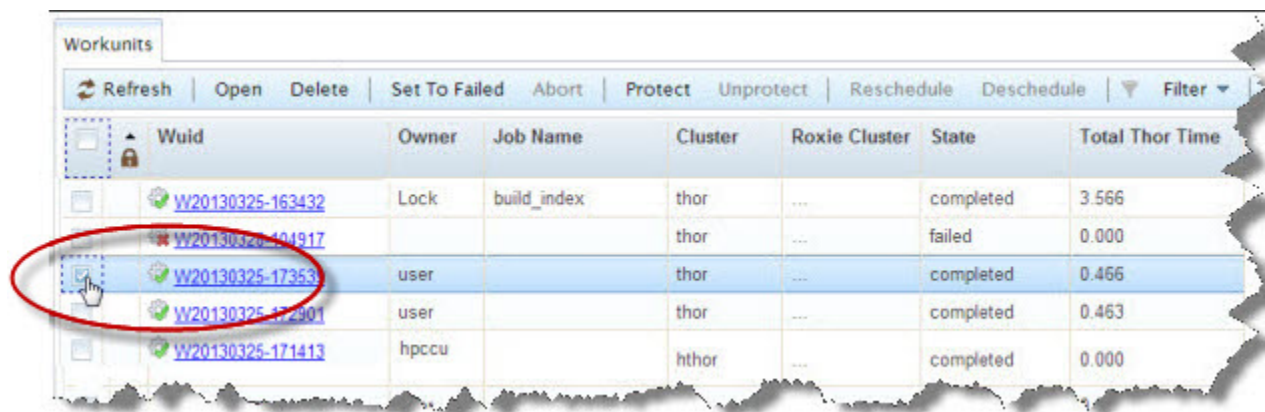 Workunits
Refresh | Open Delete | Set To Failed Abort | Protect Unprotect | Reschedule Deschedule | Filter
Wuid Owner Job Name Cluster Roxie Cluster State Total Thor Time
W20130325-163432 Lock build_index thor ... completed 3.566
thor ... failed 0.000
user thor ... completed 0.466
W20130325-172901 user thor ... completed 0.463
W20130325-171413 hpccu hthor ... completed 0.000